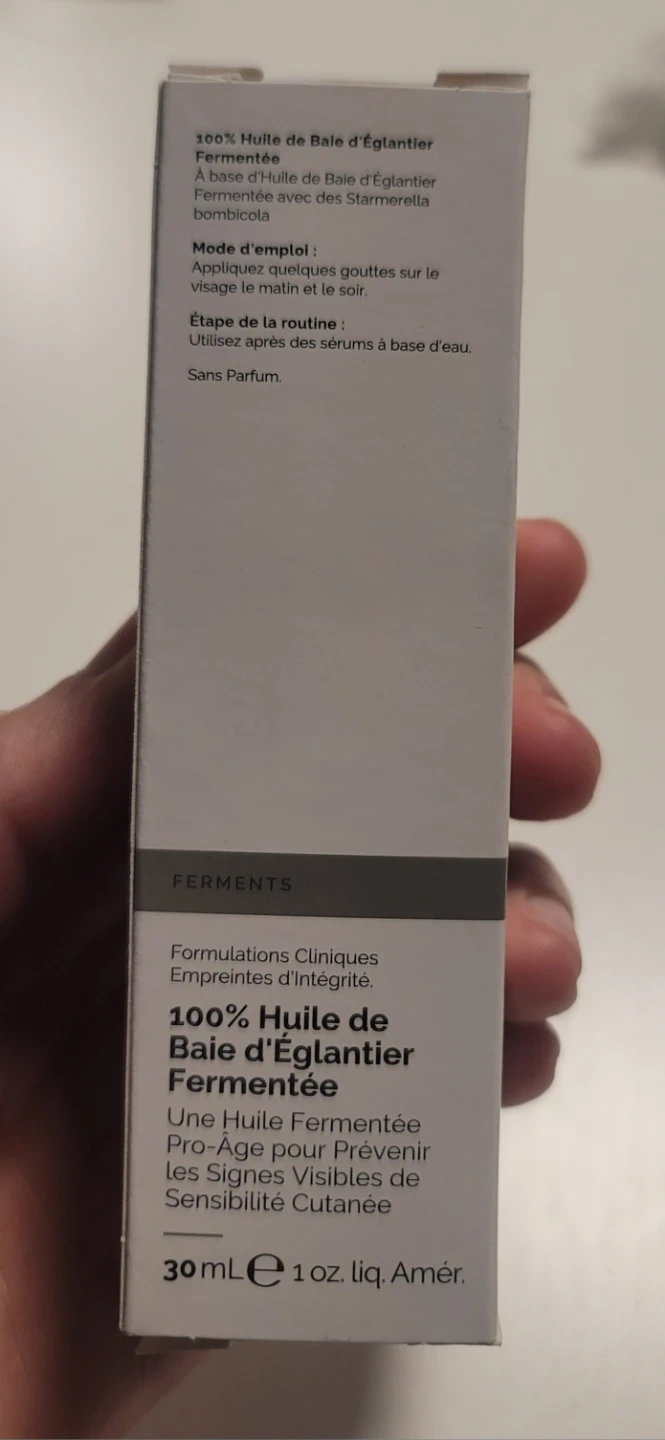 100% Huile de Baie d'Églantier
Fermentée
À base d'Huile de Baie d'Églantier
Fermentée avec des Starmerella
bombicola
Mode d'emploi :
Appliquez quelques gouttes sur le
visage le matin et le soir.
Étape de la routine :
Utilisez après des sérums à base d'eau.
Sans Parfum.
FERMENTS
Formulations Cliniques
Empreintes d'Intégrité.
100% Huile de
Baie d'Églantier
Fermentée
Une Huile Fermentée
Pro-Âge pour Prévenir
les Signes Visibles de
Sensibilité Cutanée
30 mL ℮ 1 oz. liq. Amér.